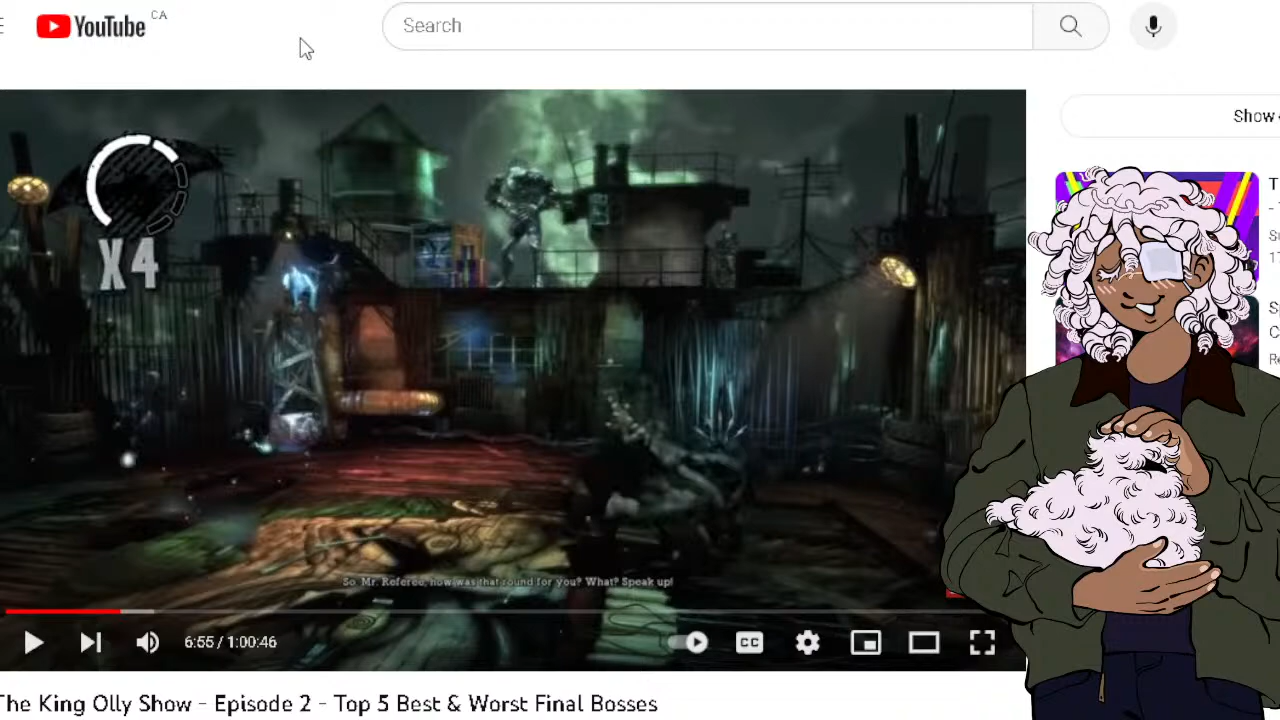 YouTube CA
Search
Show
X4
So, Mr. Referee, how was that round for you? What? Speak up!
6:55 / 1:00:46
CC
The King Olly Show - Episode 2 - Top 5 Best & Worst Final Bosses